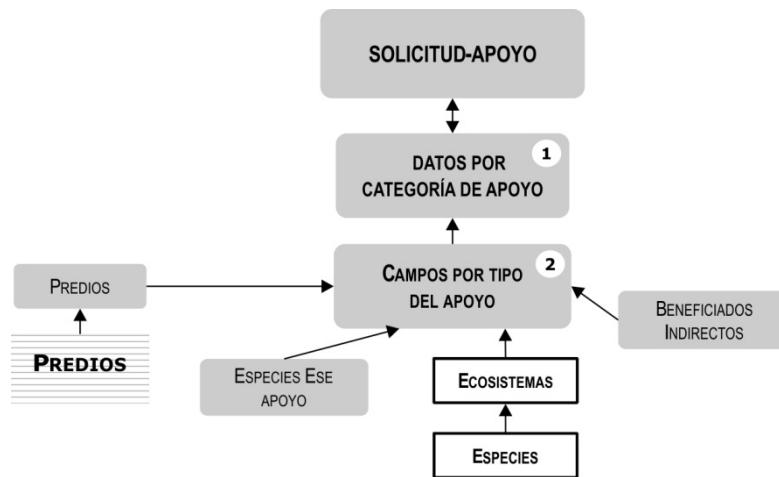 SOLICITUD-APOYO
1
DATOS POR
CATEGORÍA DE APOYO
2
CAMPOS POR TIPO
DEL APOYO
PREDIOS
PREDIOS
BENEFICIADOS
INDIRECTOS
ESPECIES ESE
APOYO
ECOSISTEMAS
ESPECIES